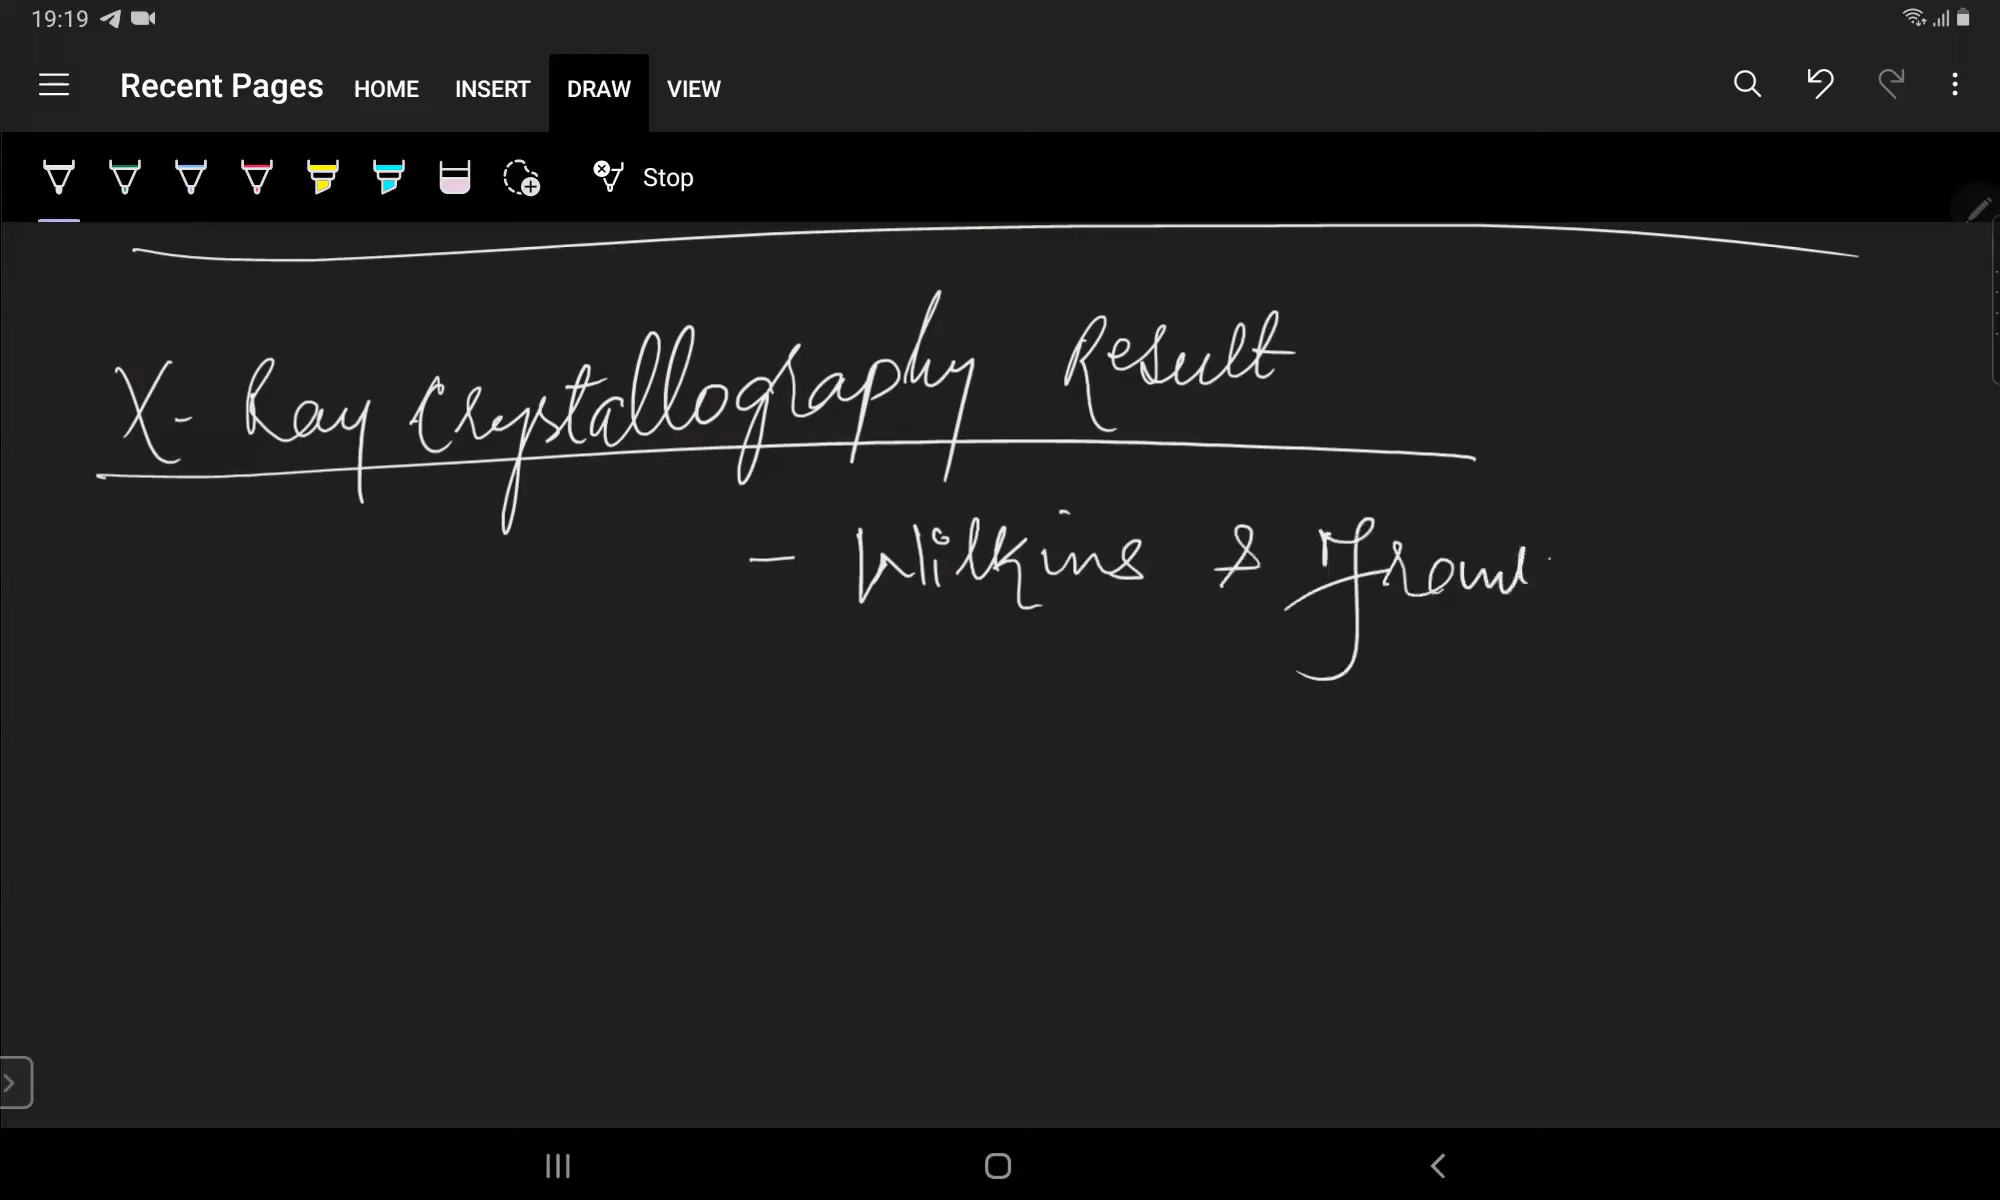 19:19
Recent Pages HOME INSERT DRAW VIEW
Stop
X-Ray Crystallography Result
- Wilkins &